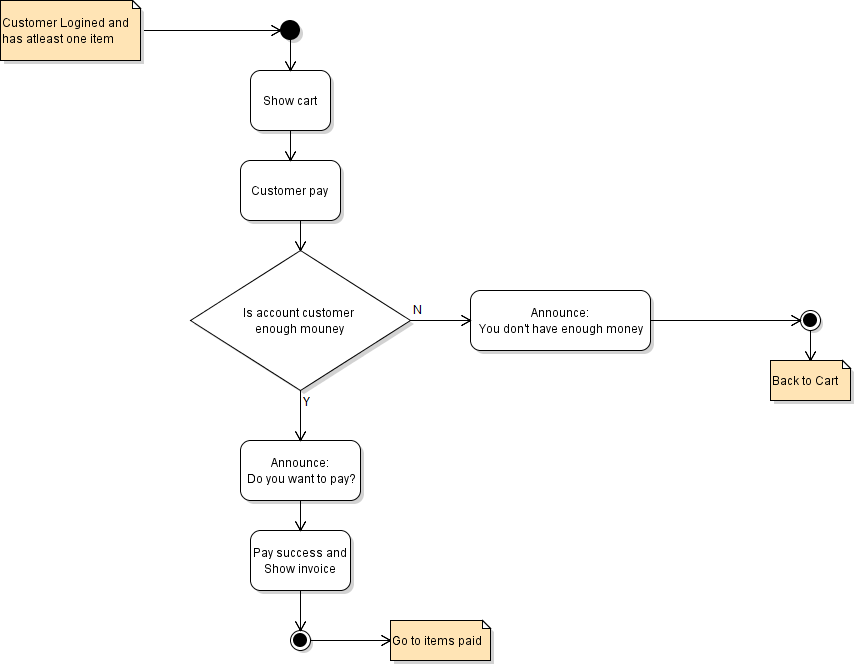 Customer Logined and
has atleast one item
Show cart
Customer pay
Is account customer
enough mouney
N
Announce:
You don't have enough money
Back to Cart
Y
Announce:
Do you want to pay?
Pay success and
Show invoice
Go to items paid